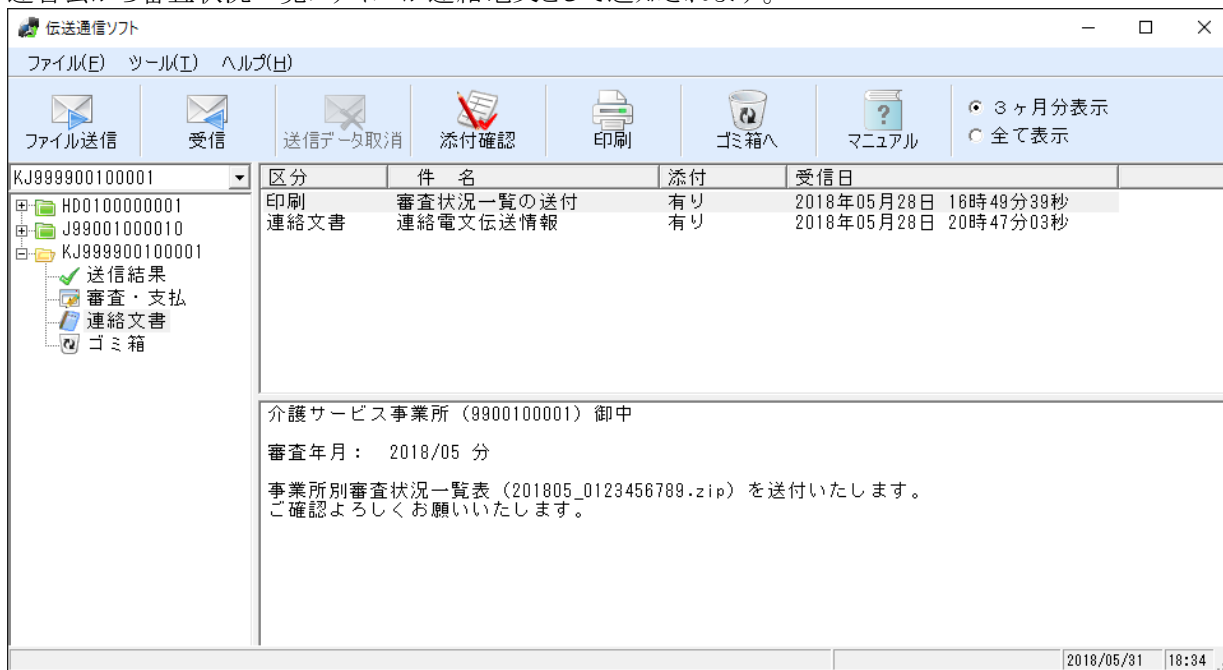 伝送通信ソフト
ファイル(F) ツール(T) ヘルプ(H)
ファイル送信 受信 送信データ取消 添付確認 印刷 ゴミ箱へ マニュアル
3ヶ月分表示
全て表示
KJ999900100001
区分 件 名 添付 受信日
印刷 審査状況一覧の送付 有り 2018年05月28日 16時49分39秒
連絡文書 連絡電文伝送情報 有り 2018年05月28日 20時47分03秒
HD0100000001
J99001000010
KJ999900100001
送信結果
審査・支払
連絡文書
ゴミ箱
介護サービス事業所 (9900100001) 御中
審査年月: 2018/05 分
事業所別審査状況一覧表 (201805_0123456789.zip) を送付いたします。
ご確認よろしくお願いいたします。
2018/05/31 18:34